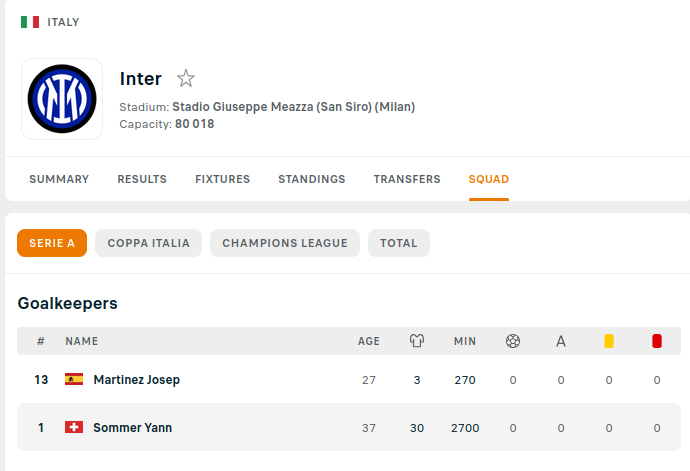 ITALY
Inter
Stadium: Stadio Giuseppe Meazza (San Siro) (Milan)
Capacity: 80 018
SUMMARY RESULTS FIXTURES STANDINGS TRANSFERS SQUAD
SERIE A COPPA ITALIA CHAMPIONS LEAGUE TOTAL
Goalkeepers
# NAME AGE MIN A
13 Martinez Josep 27 3 270 0 0 0 0
1 Sommer Yann 37 30 2700 0 0 0 0